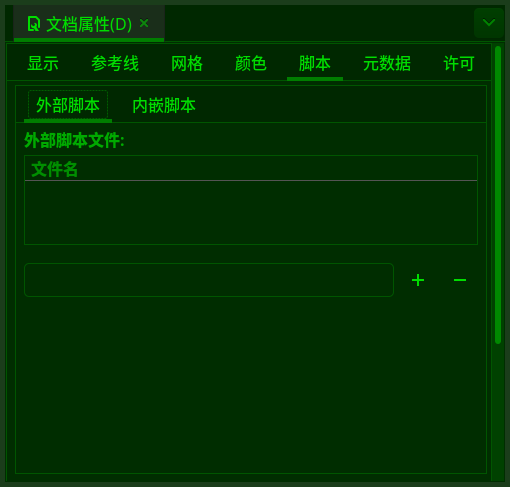 文档属性(D) ×
显示 参考线 网格 颜色 脚本 元数据 许可
外部脚本 内嵌脚本
外部脚本文件:
文件名
+ −